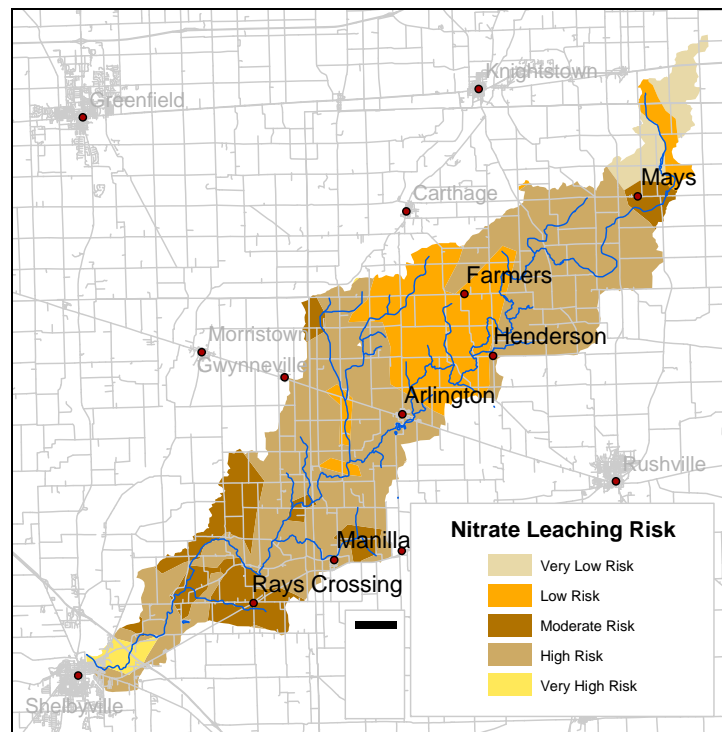 Knightstown
Greenfield
Mays
Carthage
Farmers
Morristown
Henderson
Gwynneville
Arlington
Rushville
Nitrate Leaching Risk
Very Low Risk
Low Risk
Moderate Risk
High Risk
Very High Risk
Manilla
Rays Crossing
Shelbyville